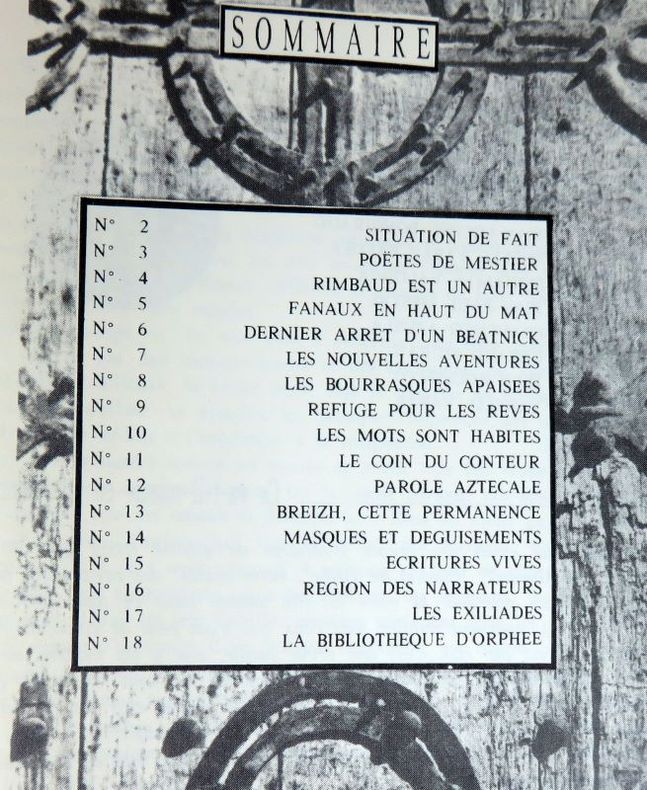 SOMMAIRE
N° 2 SITUATION DE FAIT
N° 3 POËTES DE MESTIER
N° 4 RIMBAUD EST UN AUTRE
N° 5 FANAUX EN HAUT DU MAT
N° 6 DERNIER ARRET D'UN BEATNICK
N° 7 LES NOUVELLES AVENTURES
N° 8 LES BOURRASQUES APAISEES
N° 9 REFUGE POUR LES REVES
N° 10 LES MOTS SONT HABITES
N° 11 LE COIN DU CONTEUR
N° 12 PAROLE AZTECALE
N° 13 BREIZH, CETTE PERMANENCE
N° 14 MASQUES ET DEGUISEMENTS
N° 15 ECRITURES VIVES
N° 16 REGION DES NARRATEURS
N° 17 LES EXILIADES
N° 18 LA BIBLIOTHEQUE D'ORPHEE